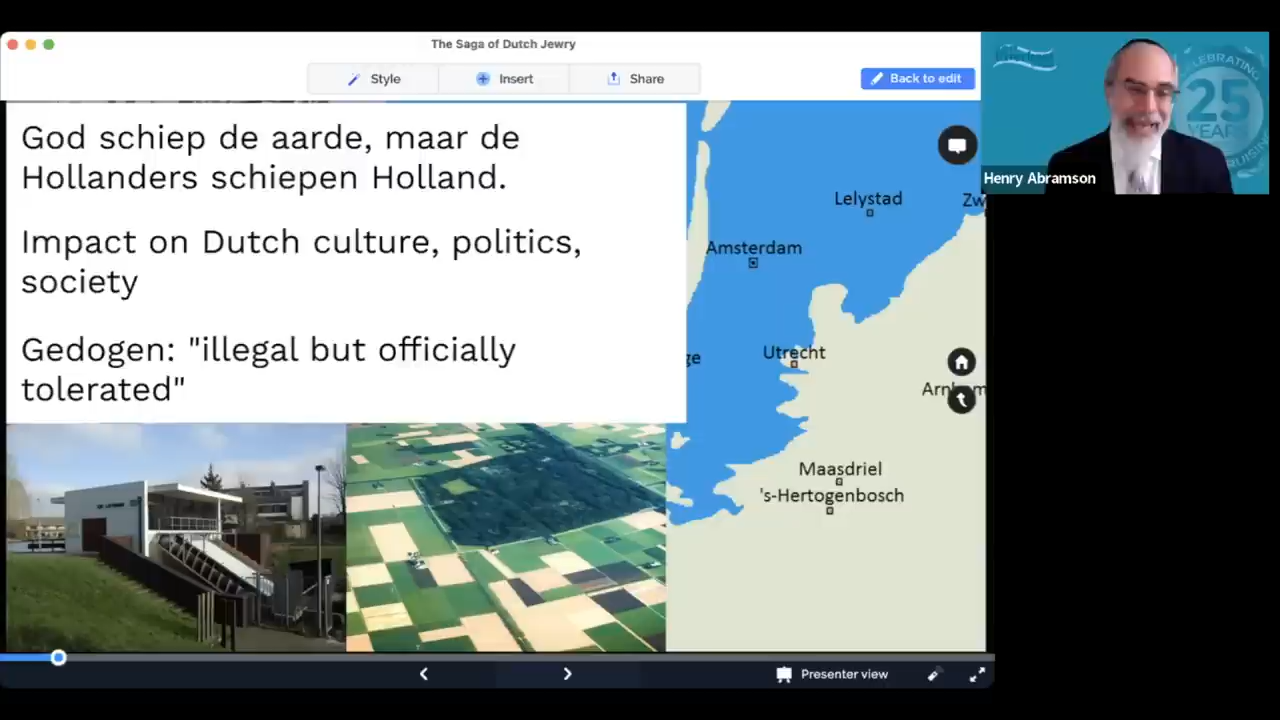 The Saga of Dutch Jewry
Style
Insert
Share
Back to edit
God schiep de aarde, maar de
Hollanders schiepen Holland.
Impact on Dutch culture, politics,
society
Gedogen: "illegal but officially
tolerated"
Lelystad
Zw
Amsterdam
ge
Utrecht
Maasdriel
's-Hertogenbosch
CELEBRATING
25
YEARS
Henry Abramson
Presenter view